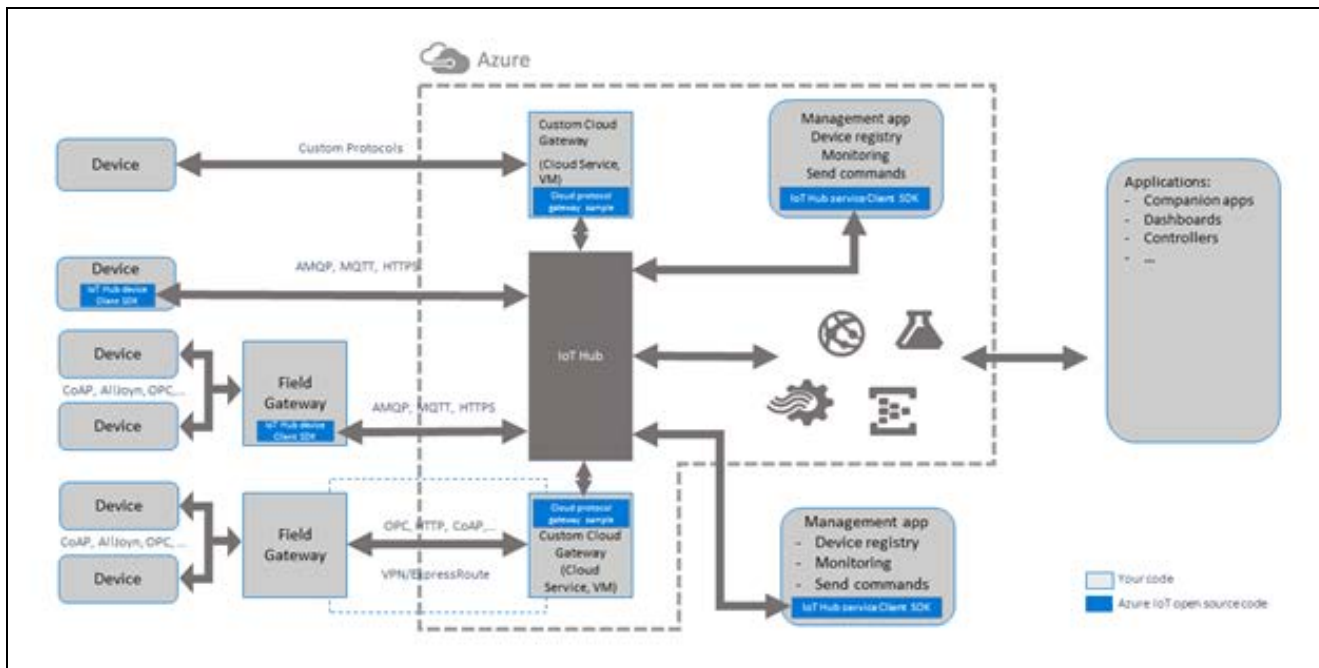 Azure
Device
Custom Protocols
Custom Cloud
Gateway
(Cloud Service,
VM)
Cloud protocol
gateway sample
Management app
Device registry
Monitoring
Send commands
IoT Hub service Client SDK
Applications:
- Companion apps
- Dashboards
- Controllers
- ...
Device
IoT Hub device
Client SDK
AMQP, MQTT, HTTPS
IoT Hub
Device
CoAP, AllJoyn, OPC,...
Device
Field
Gateway
IoT Hub device
Client SDK
AMQP, MQTT, HTTPS
Device
CoAP, AllJoyn, OPC, ...
Device
Field
Gateway
OPC, HTTP, CoAP,...
VPN/ExpressRoute
Cloud protocol
gateway sample
Custom Cloud
Gateway
(Cloud
Service, VM)
Management app
- Device registry
- Monitoring
- Send commands
IoT Hub service Client SDK
Your code
Azure IoT open source code